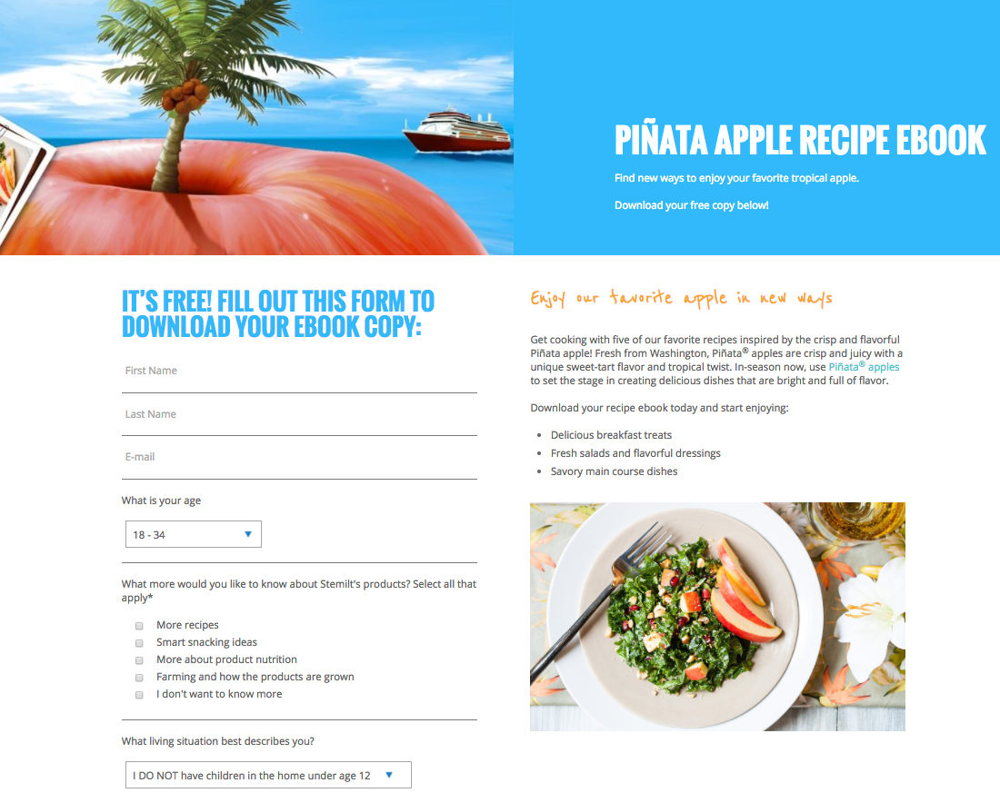 PIÑATA APPLE RECIPE EBOOK
Find new ways to enjoy your favorite tropical apple.
Download your free copy below!
IT'S FREE! FILL OUT THIS FORM TO
DOWNLOAD YOUR EBOOK COPY:
First Name
Last Name
E-mail
What is your age
18 - 34
What more would you like to know about Stemilt's products? Select all that
apply*
More recipes
Smart snacking ideas
More about product nutrition
Farming and how the products are grown
I don't want to know more
What living situation best describes you?
I DO NOT have children in the home under age 12
Enjoy our favorite apple in new ways
Get cooking with five of our favorite recipes inspired by the crisp and flavorful
Piñata apple! Fresh from Washington, Piñata® apples are crisp and juicy with a
unique sweet-tart flavor and tropical twist. In-season now, use Piñata® apples
to set the stage in creating delicious dishes that are bright and full of flavor.
Download your recipe ebook today and start enjoying:
• Delicious breakfast treats
• Fresh salads and flavorful dressings
• Savory main course dishes